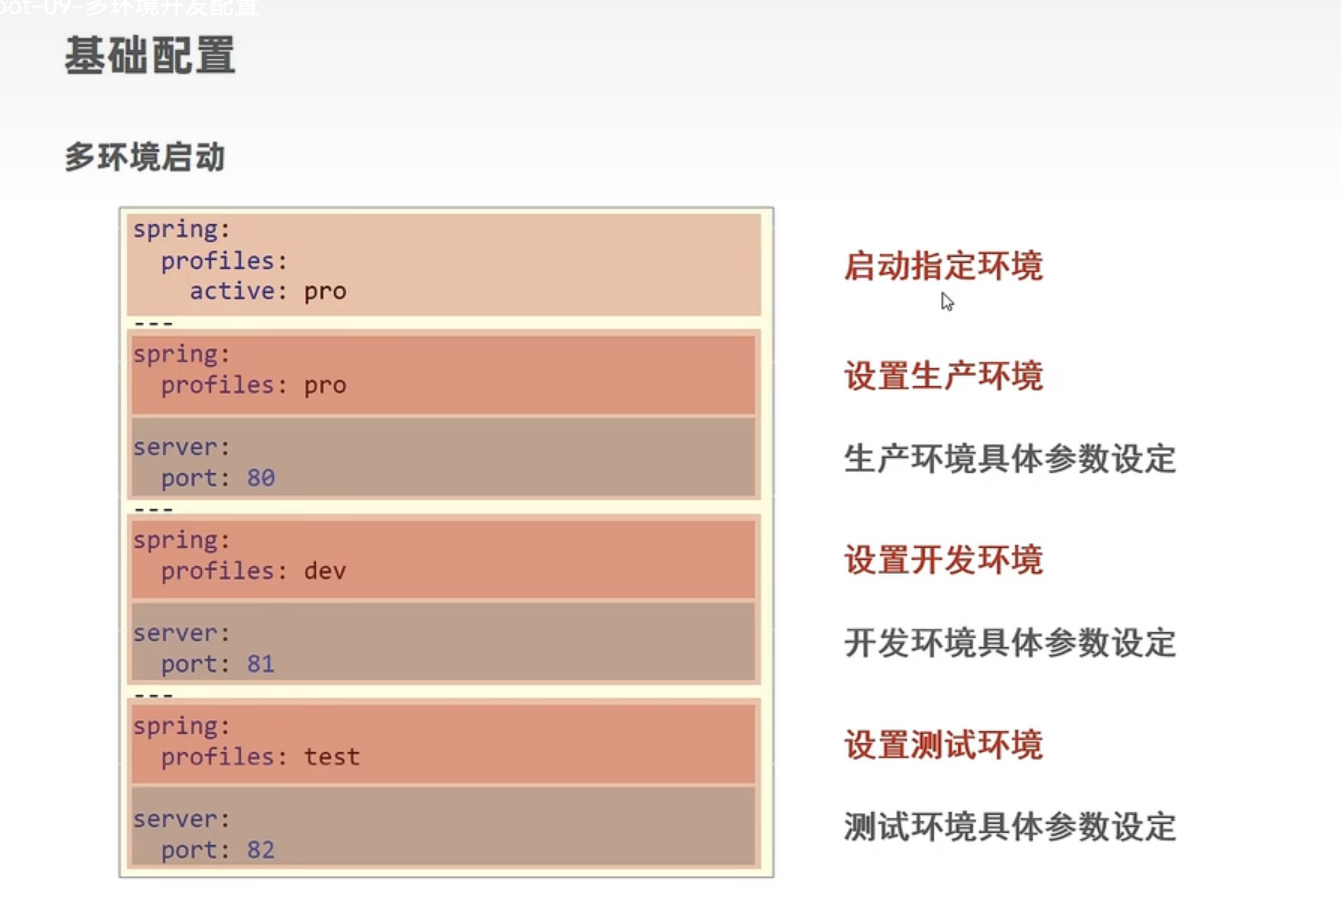 oot-09-多环境开发配置
基础配置
多环境启动
spring:
  profiles:
    active: pro
---
spring:
  profiles: pro
server:
  port: 80
---
spring:
  profiles: dev
server:
  port: 81
---
spring:
  profiles: test
server:
  port: 82
启动指定环境
设置生产环境
生产环境具体参数设定
设置开发环境
开发环境具体参数设定
设置测试环境
测试环境具体参数设定